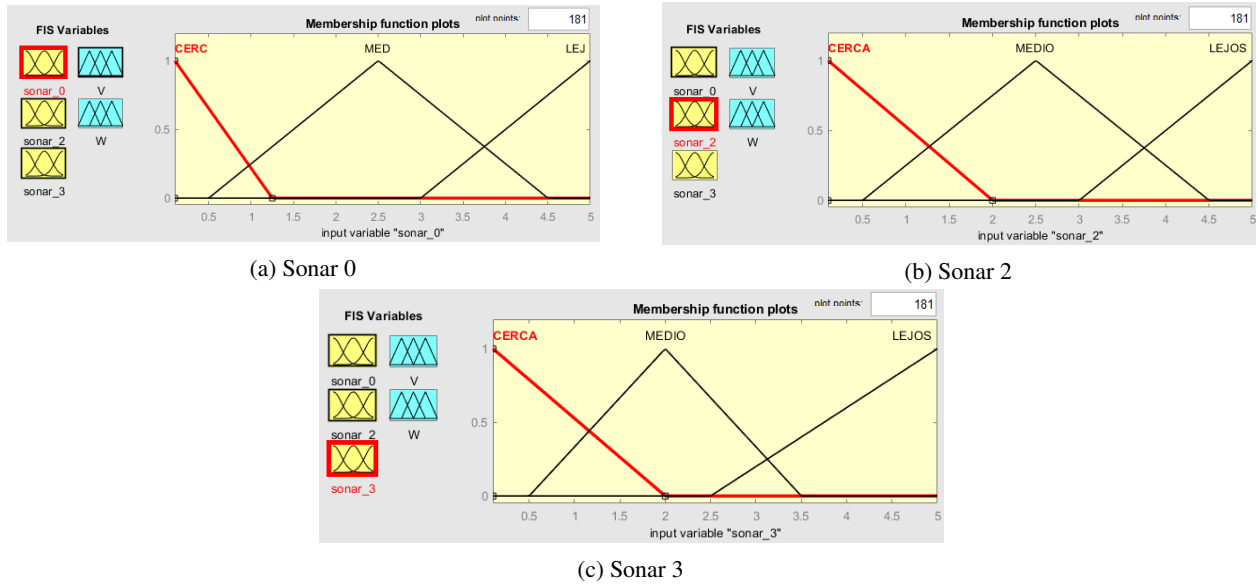 Membership function plots
plot points:
181
FIS Variables
CERC
MED
LEJ
1
0.5
0
sonar_0
V
sonar_2
W
sonar_3
0.5 1 1.5 2 2.5 3 3.5 4 4.5 5
input variable "sonar_0"
(a) Sonar 0
Membership function plots
plot points:
181
FIS Variables
CERCA
MEDIO
LEJOS
1
0.5
0
sonar_0
V
sonar_2
W
sonar_3
0.5 1 1.5 2 2.5 3 3.5 4 4.5 5
input variable "sonar_2"
(b) Sonar 2
Membership function plots
plot points:
181
FIS Variables
CERCA
MEDIO
LEJOS
1
0.5
0
sonar_0
V
sonar_2
W
sonar_3
0.5 1 1.5 2 2.5 3 3.5 4 4.5 5
input variable "sonar_3"
(c) Sonar 3